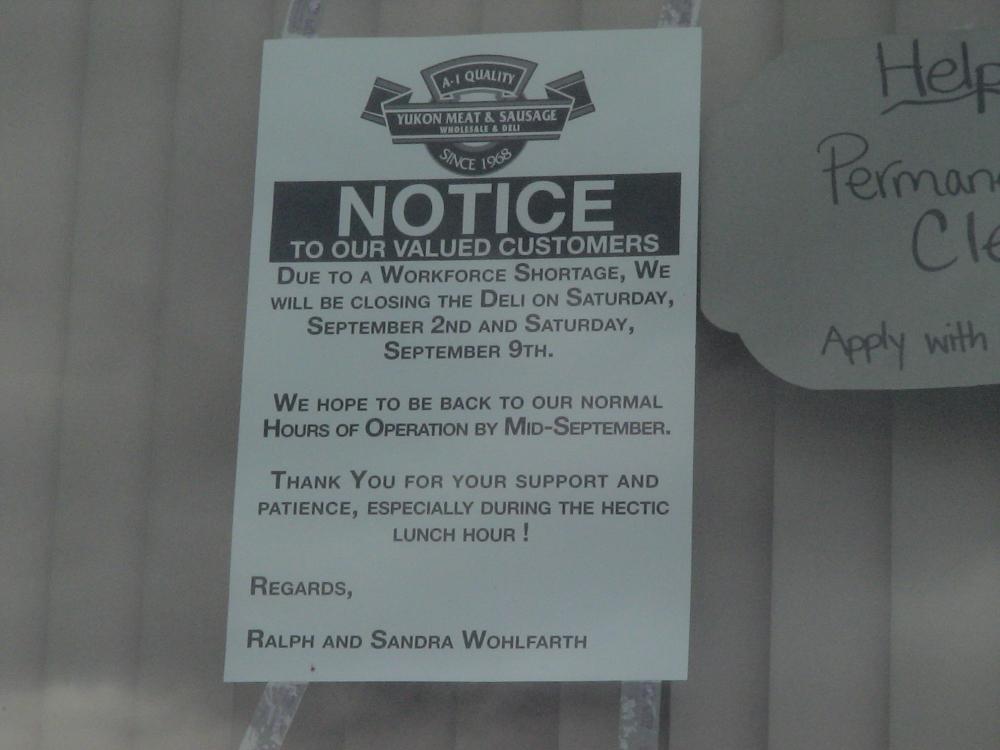 A-1 QUALITY
YUKON MEAT & SAUSAGE
WHOLESALE & DELI
SINCE 1968
NOTICE
TO OUR VALUED CUSTOMERS
DUE TO A WORKFORCE SHORTAGE, WE
WILL BE CLOSING THE DELI ON SATURDAY,
SEPTEMBER 2ND AND SATURDAY,
SEPTEMBER 9TH.
WE HOPE TO BE BACK TO OUR NORMAL
HOURS OF OPERATION BY MID-SEPTEMBER.
THANK YOU FOR YOUR SUPPORT AND
PATIENCE, ESPECIALLY DURING THE HECTIC
LUNCH HOUR !
REGARDS,
RALPH AND SANDRA WOHLFARTH
Help
Apply with